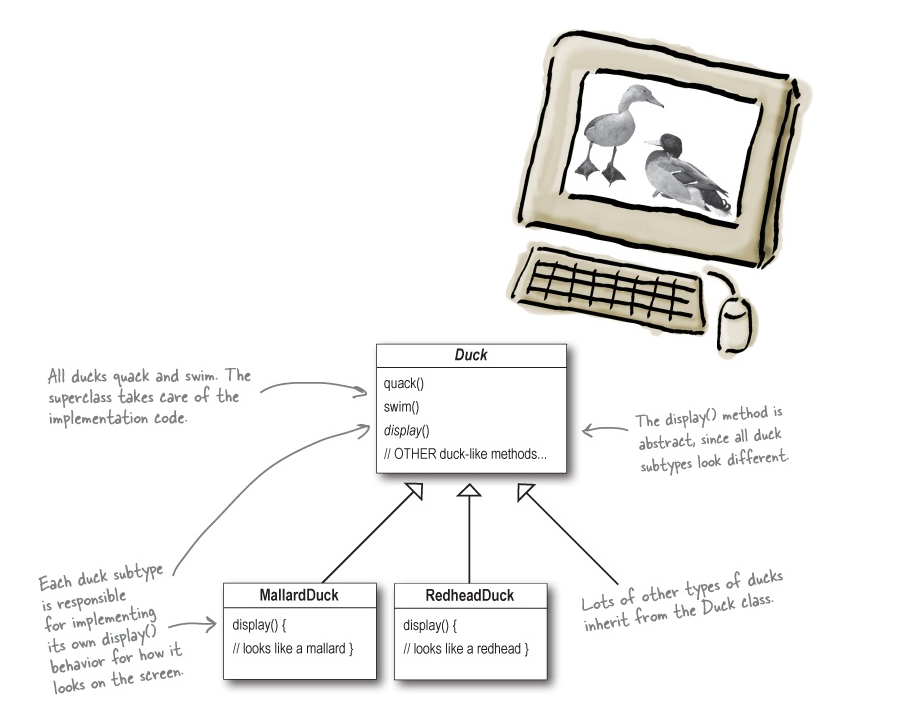 Duck
quack()
swim()
display()
// OTHER duck-like methods...
All ducks quack and swim. The
superclass takes care of the
implementation code.
The display() method is
abstract, since all duck
subtypes look different.
Each duck subtype
is responsible
for implementing
its own display()
behavior for how it
looks on the screen.
MallardDuck
display() {
// looks like a mallard }
RedheadDuck
display() {
// looks like a redhead }
Lots of other types of ducks
inherit from the Duck class.